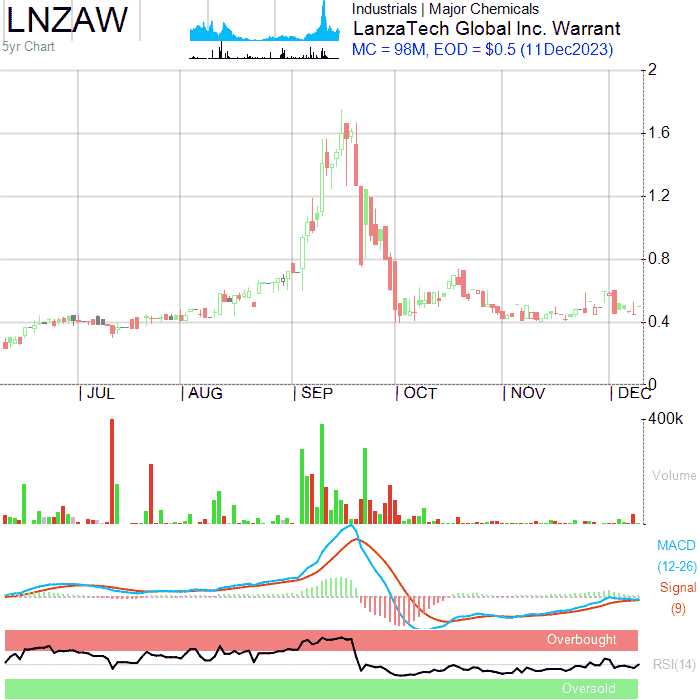 LNZAW
5yr Chart
Industrials | Major Chemicals
LanzaTech Global Inc. Warrant
MC = 98M, EOD = $0.5 (11Dec2023)
2
1.6
1.2
0.8
0.4
0
| JUL | AUG | SEP | OCT | NOV | DEC
400k
Volume
MACD
(12-26)
Signal
(9)
Overbought
RSI(14)
Oversold